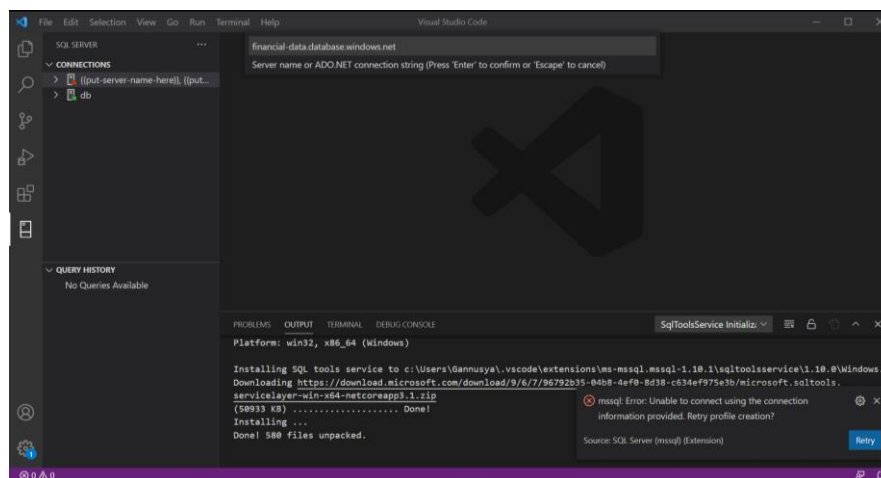 File Edit Selection View Go Run Terminal Help
Visual Studio Code
SQL SERVER
financial-data.database.windows.net
Server name or ADO.NET connection string (Press 'Enter' to confirm or 'Escape' to cancel)
CONNECTIONS
{{put-server-name-here}}, {{put...
db
QUERY HISTORY
No Queries Available
PROBLEMS OUTPUT TERMINAL DEBUG CONSOLE
SqlToolsService Initializ
Platform: win32, x86_64 (Windows)
Installing SQL tools service to c:\Users\Gannusya\.vscode\extensions\ms-mssql.mssql-1.10.1\sqltoolsservice\1.10.0\Windows.
Downloading https://download.microsoft.com/download/9/6/7/96792b35-04b8-4ef0-8d38-c634ef975e3b/microsoft.sqltools.
servicelayer-win-x64-netcoreapp3.1.zip
(50933 KB) ................... Done!
Installing ...
Done! 580 files unpacked.
mssql: Error: Unable to connect using the connection
information provided. Retry profile creation?
Source: SQL Server (mssql) (Extension)
Retry
1
0 0